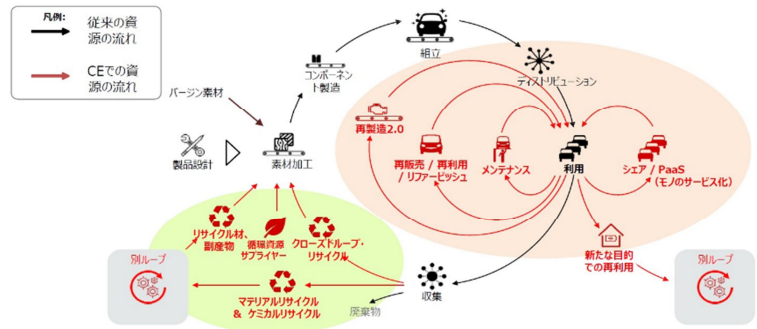 凡例:
従来の資
源の流れ
CEでの資
源の流れ
バージン素材
製品設計
素材加工
コンポーネ
ント製造
組立
ディストリビューション
再製造2.0
再販売 / 再利用
/ リファービッシュ
メンテナンス
利用
シェア / PaaS
(モノのサービス化)
新たな目的
での再利用
別ループ
収集
廃棄物
リサイクル材、
副産物
循環資源
サプライヤー
クローズドループ・
リサイクル
マテリアルリサイクル
& ケミカルリサイクル
別ループ